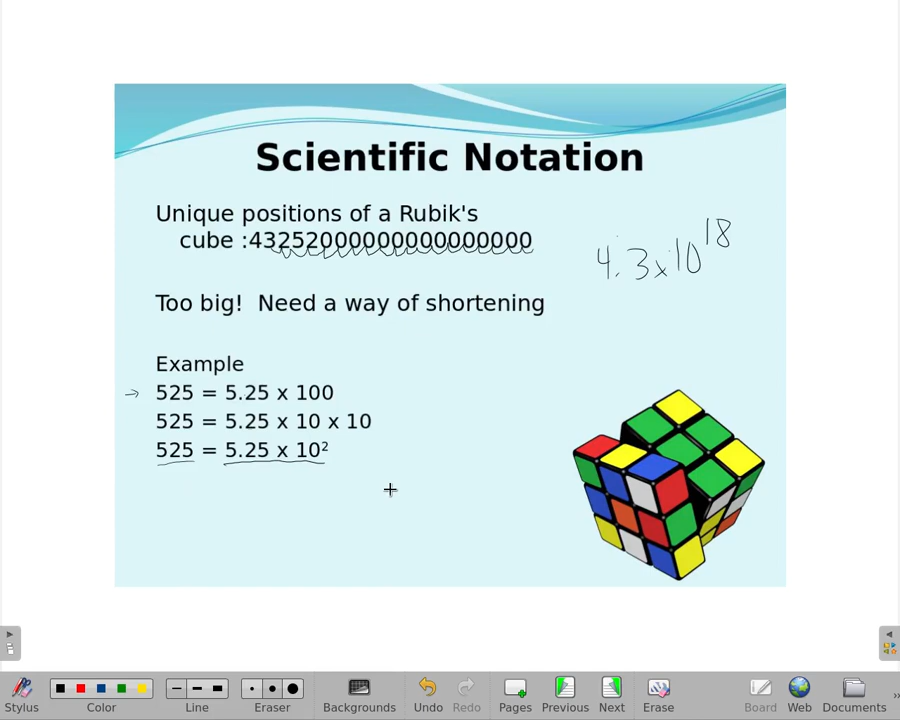 Scientific Notation
Unique positions of a Rubik's
cube :43252000000000000000
4.3x10¹⁸
Too big!  Need a way of shortening
Example
→ 525 = 5.25 x 100
525 = 5.25 x 10 x 10
525 = 5.25 x 10²
Stylus Color Line Eraser Backgrounds Undo Redo Pages Previous Next Erase Board Web Documents